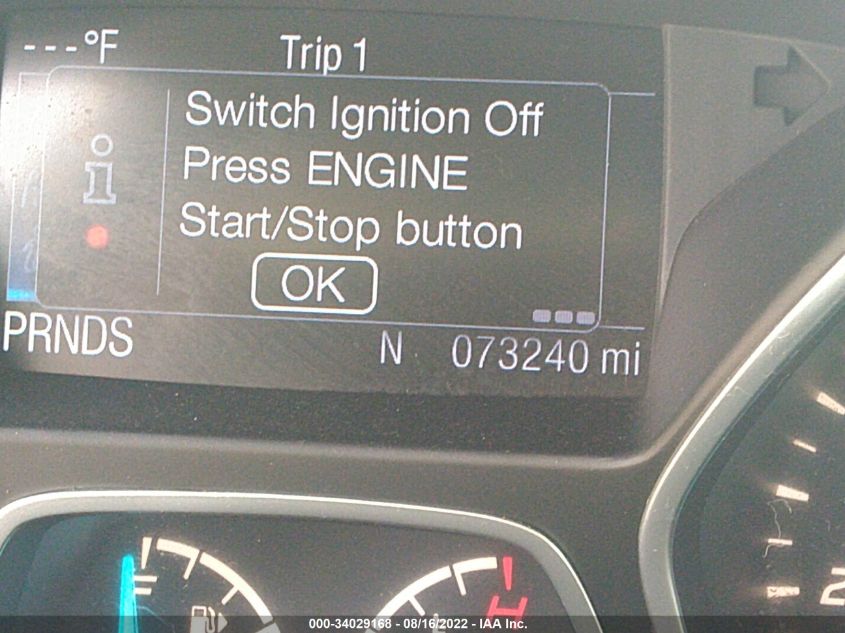 ---°F
Trip 1
Switch Ignition Off
Press ENGINE
Start/Stop button
OK
PRNDS
N
073240 mi
F
H
2
000-34029168 - 08/16/2022 - IAA Inc.